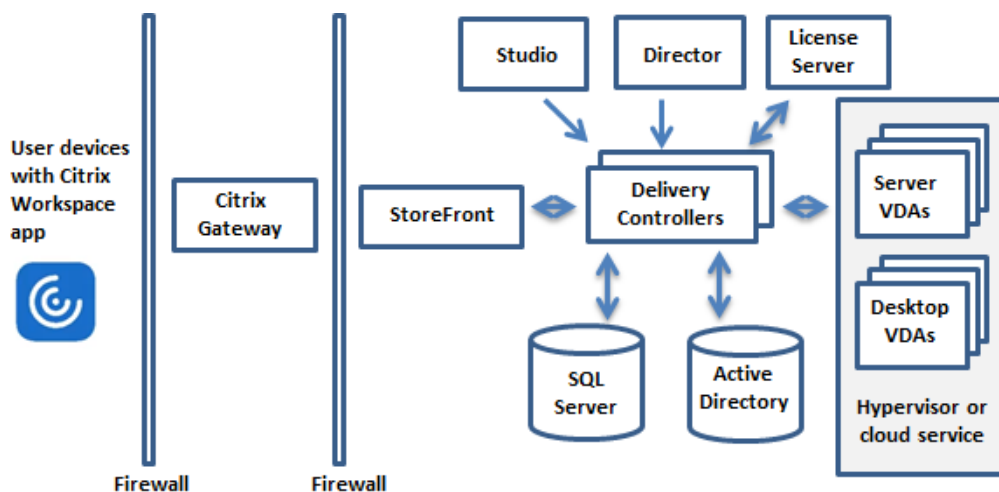 User devices
with Citrix
Workspace
app
Citrix
Gateway
StoreFront
Studio
Director
License
Server
Delivery
Controllers
SQL
Server
Active
Directory
Server
VDAs
Desktop
VDAs
Hypervisor or
cloud service
Firewall
Firewall